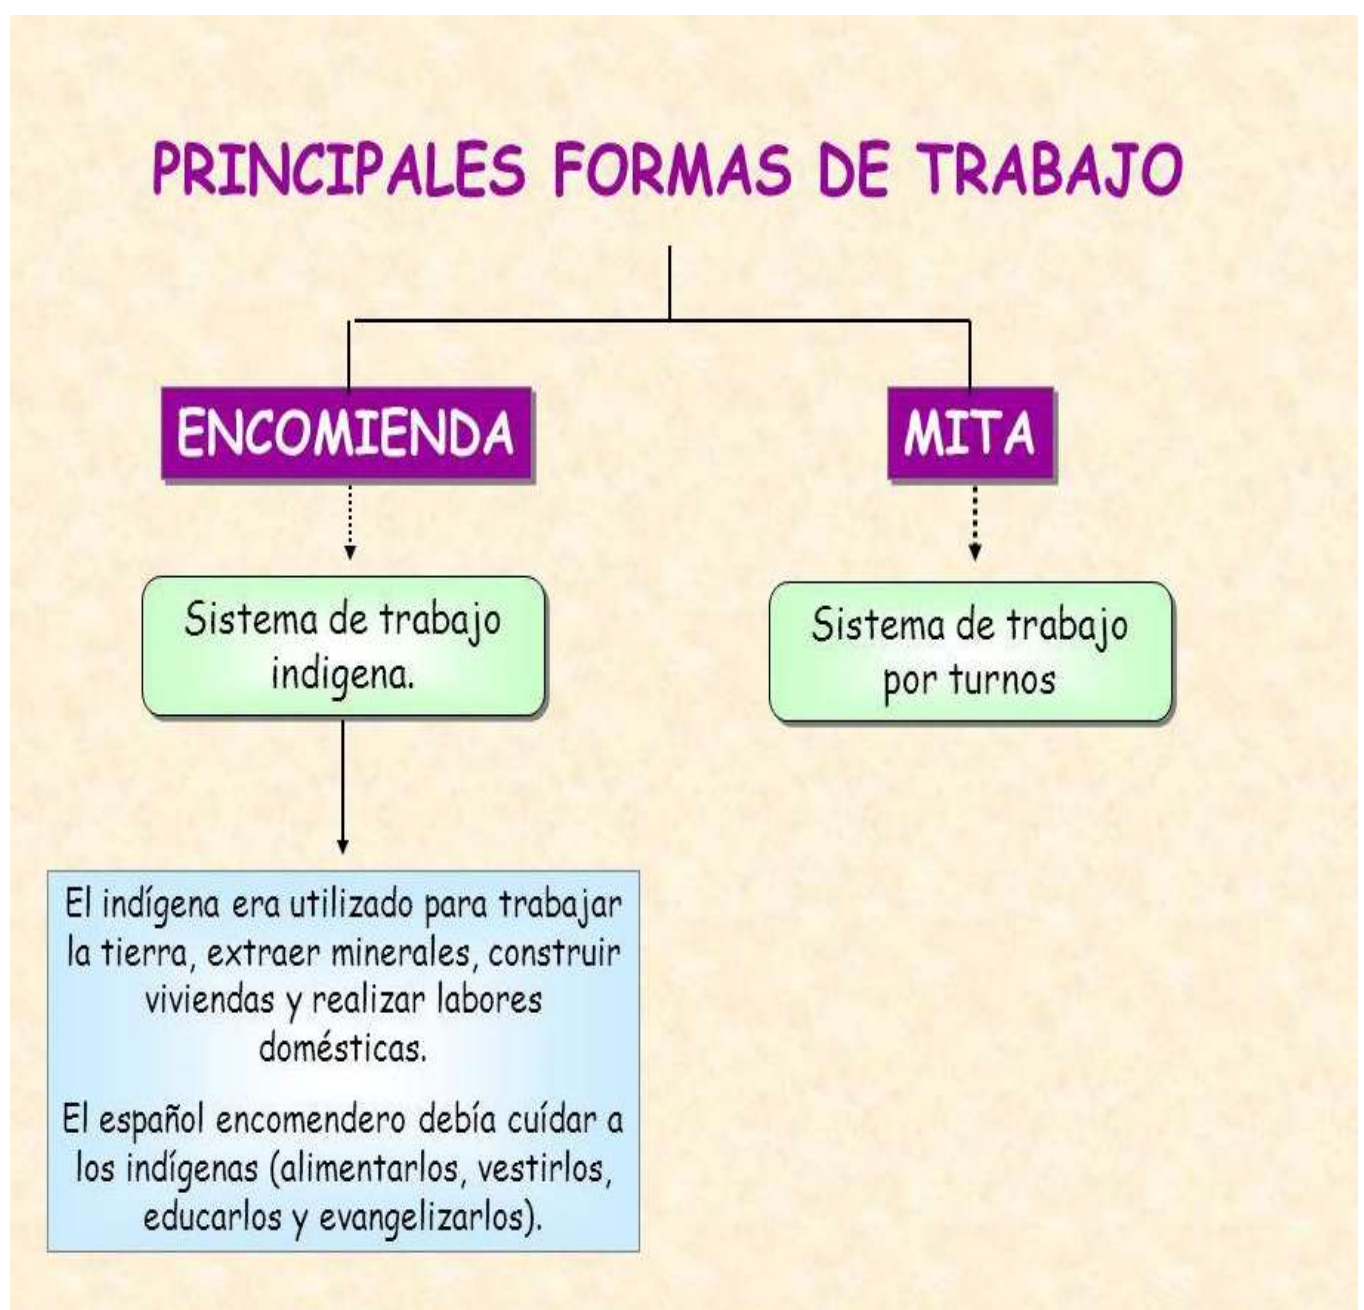 PRINCIPALES FORMAS DE TRABAJO
ENCOMIENDA
MITA
Sistema de trabajo
indigena.
Sistema de trabajo
por turnos
El indígena era utilizado para trabajar
la tierra, extraer minerales, construir
viviendas y realizar labores
domésticas.
El español encomendero debía cuídar a
los indígenas (alimentarlos, vestirlos,
educarlos y evangelizarlos).